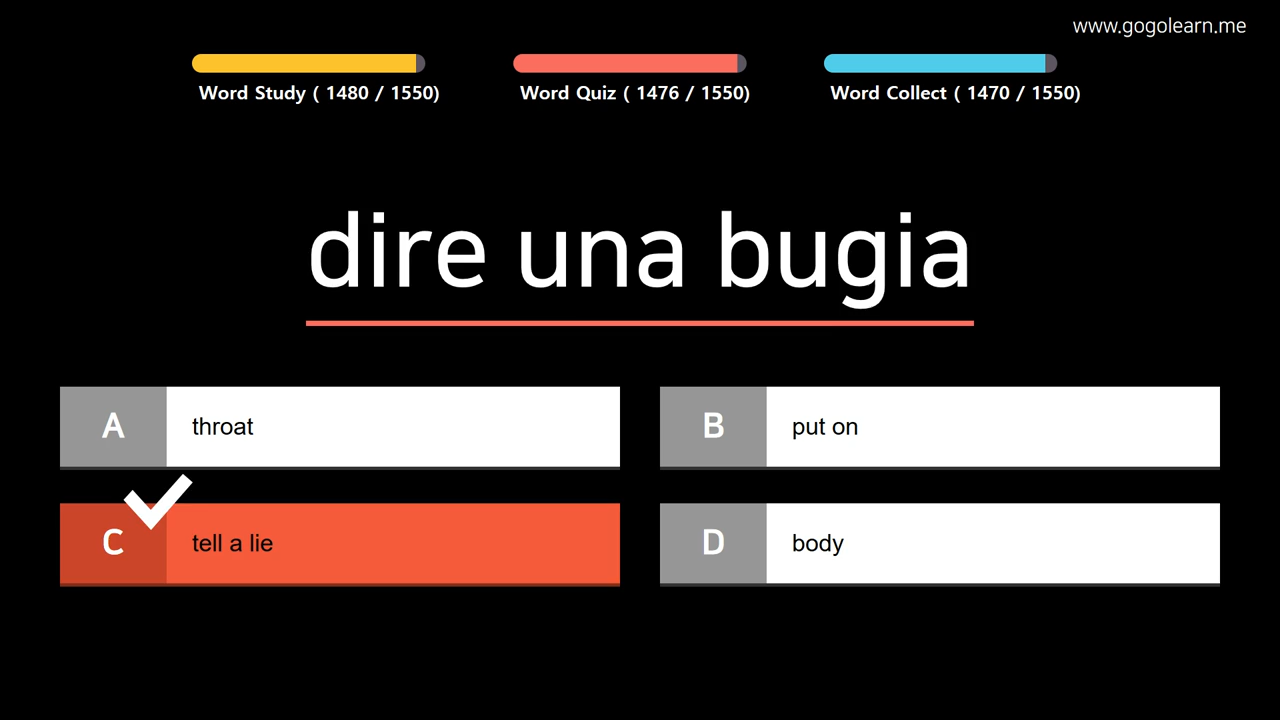 www.gogolearn.me
Word Study ( 1480 / 1550)
Word Quiz ( 1476 / 1550)
Word Collect ( 1470 / 1550)
dire una bugia
A throat
B put on
C tell a lie
D body